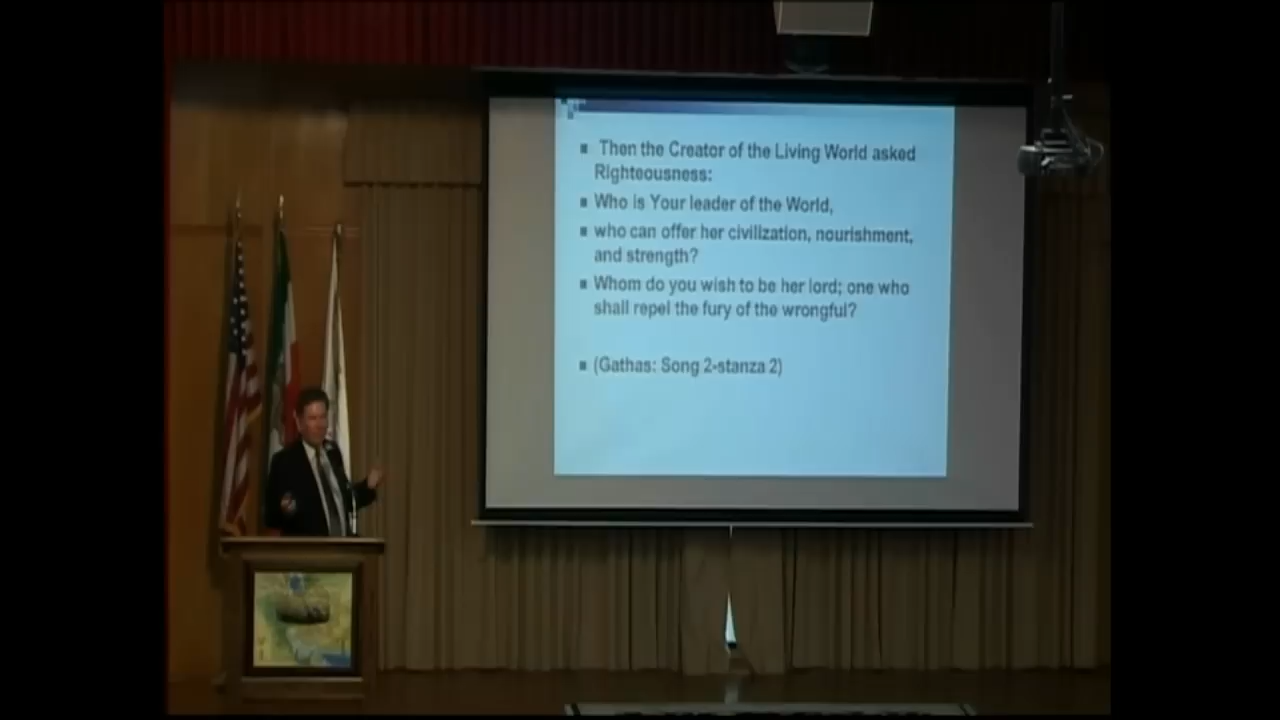 Then the Creator of the Living World asked
Righteousness:
Who is Your leader of the World,
who can offer her civilization, nourishment,
and strength?
Whom do you wish to be her lord; one who
shall repel the fury of the wrongful?
(Gathas: Song 2-stanza 2)